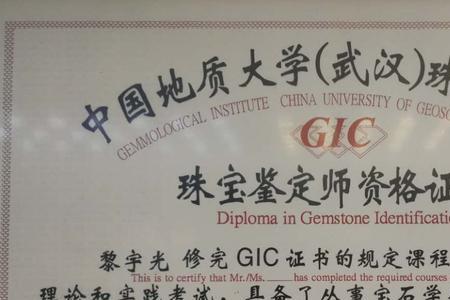 中国地质大学(武汉)珠
GEMMOLOGICAL INSTITUTE CHINA UNIVERSITY OF GEOSC
GIC
珠宝鉴定师资格证
Diploma in Gemstone Identificatio
黎宇光 修完 GIC 证书的规定课程
This is to certify that Mr./Ms. has completed the required courses
理论和实践考试，具备了从事宝石学